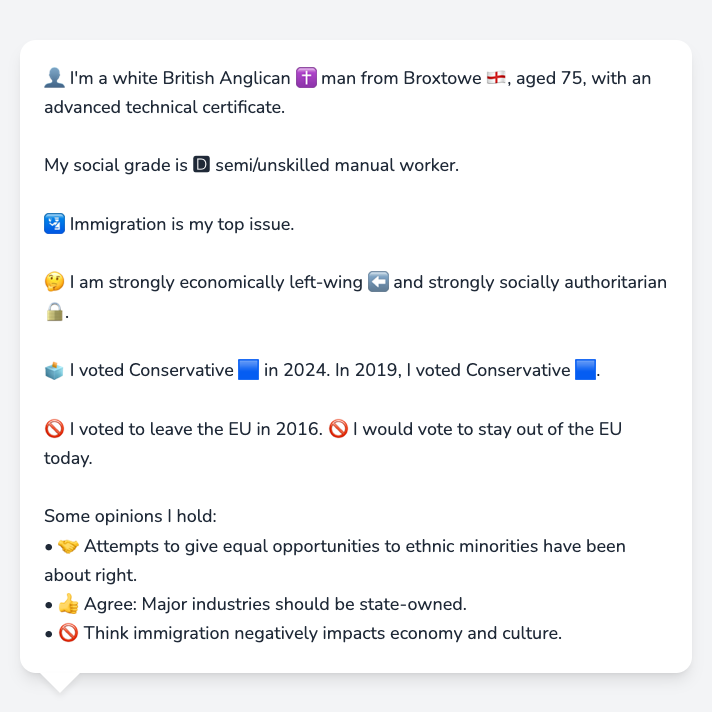 👤 I'm a white British Anglican ✝️ man from Broxtowe 🏴󠁧󠁢󠁥󠁮󠁧󠁿, aged 75, with an
advanced technical certificate.
My social grade is 🅳 semi/unskilled manual worker.
🛂 Immigration is my top issue.
🤔 I am strongly economically left-wing ⬅️ and strongly socially authoritarian
🔒.
🗳️ I voted Conservative 🟦 in 2024. In 2019, I voted Conservative 🟦.
🚫 I voted to leave the EU in 2016. 🚫 I would vote to stay out of the EU
today.
Some opinions I hold:
• 🤝 Attempts to give equal opportunities to ethnic minorities have been
about right.
• 👍 Agree: Major industries should be state-owned.
• 🚫 Think immigration negatively impacts economy and culture.